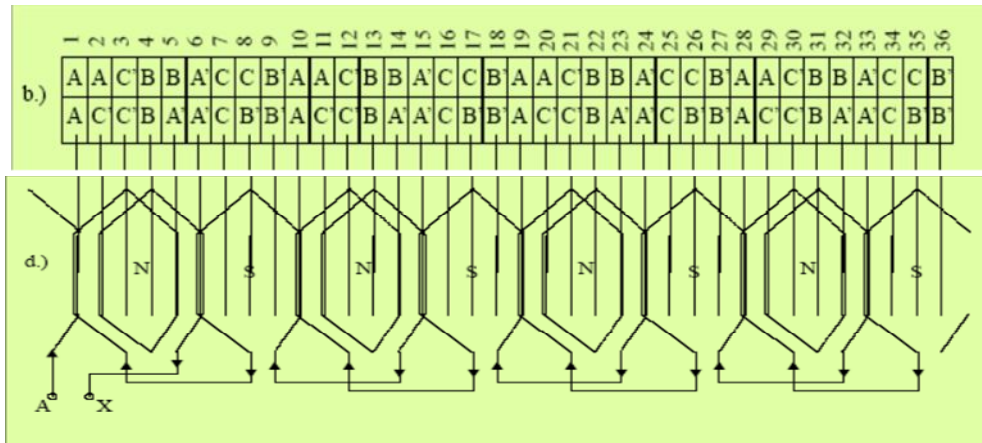 1 2 3 4 5 6 7 8 9 10 11 12 13 14 15 16 17 18 19 20 21 22 23 24 25 26 27 28 29 30 31 32 33 34 35 36
b.)
A A C' B B A' C C B' A A C' B B A' C C B' A A C' B B A' C C B' A A C' B B A' C C B'
A C' C' B A' A' C B' B' A C' C' B A' A' C B' B' A C' C' B A' A' C B' B' A C' C' B A' A' C B' B'
d.)
N S N S N S N S
A X